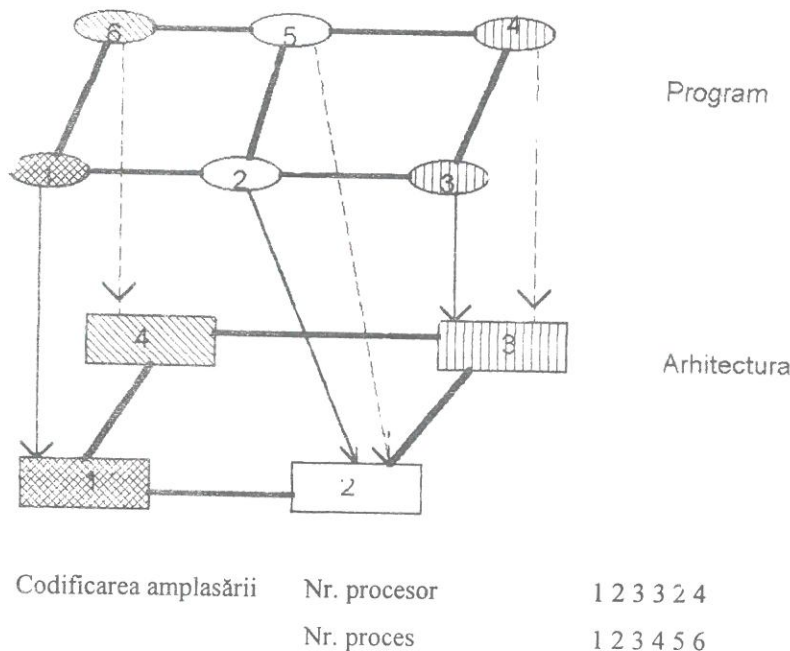 6 5 4
Program
1 2 3
4 3
Arhitectura
1 2
Codificarea amplasării Nr. procesor 1 2 3 3 2 4
Nr. proces 1 2 3 4 5 6